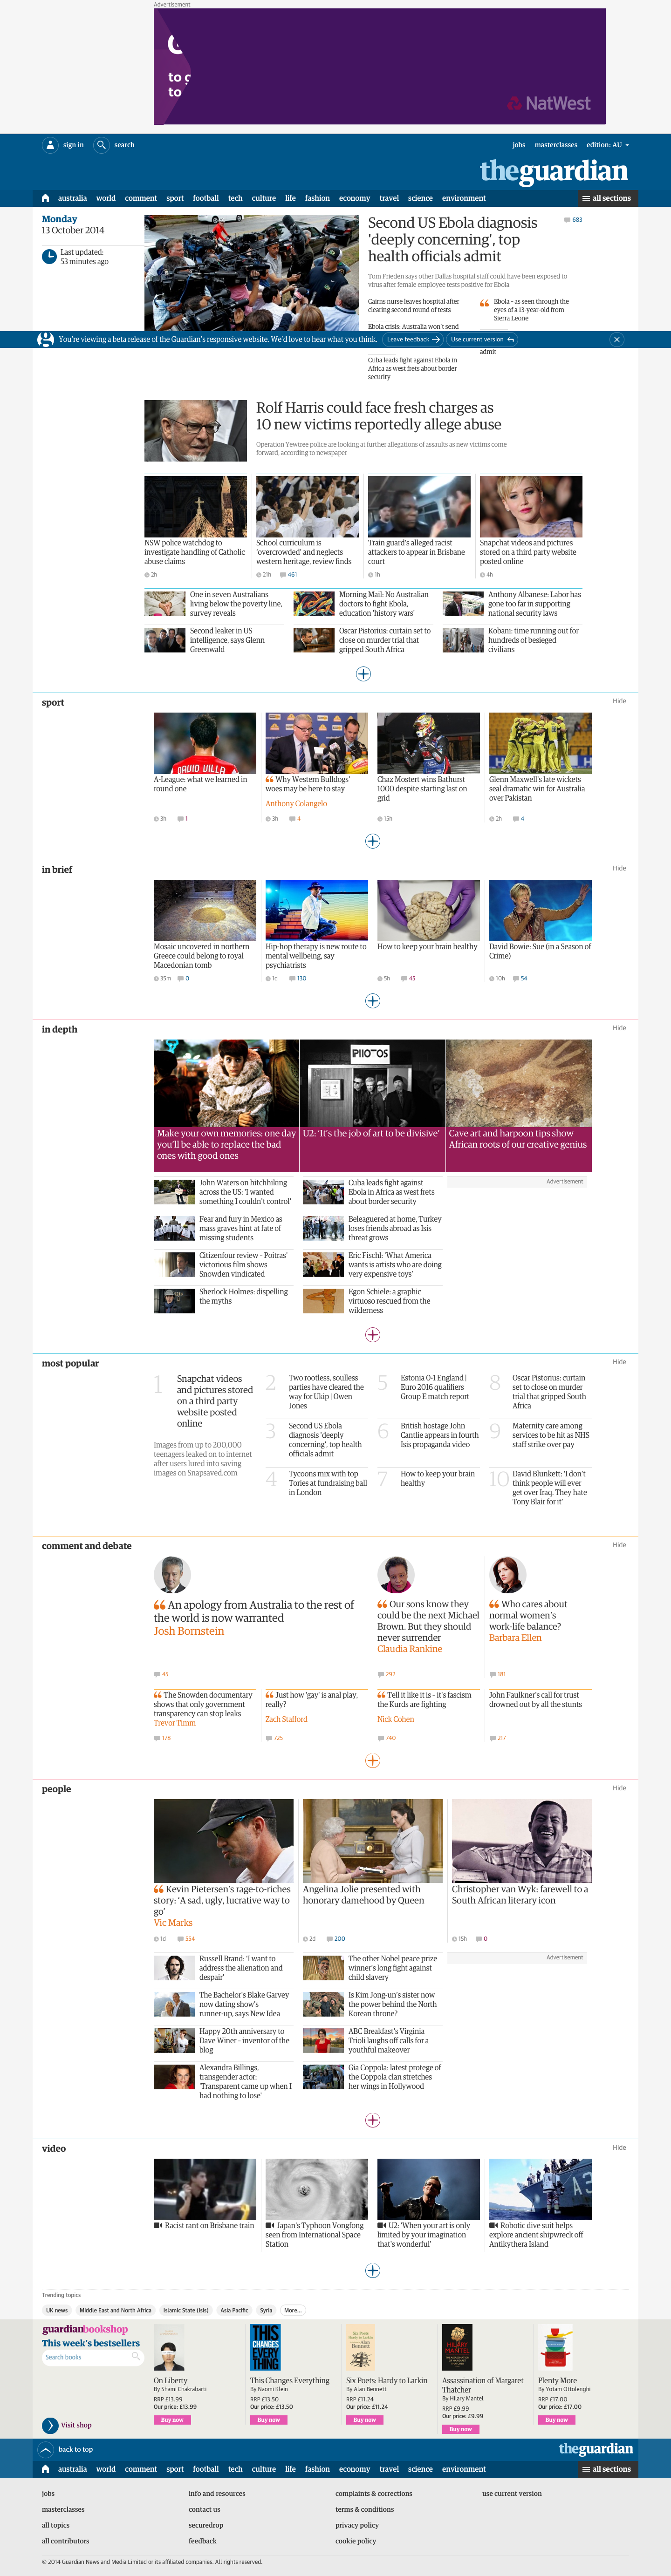 Advertisement
to g
to
NatWest
sign in
search
jobs
masterclasses
edition: AU
theguardian
australia
world
comment
sport
football
tech
culture
life
fashion
economy
travel
science
environment
all sections
Monday
13 October 2014
Last updated:
53 minutes ago
Second US Ebola diagnosis
'deeply concerning', top
health officials admit
683
Tom Frieden says other Dallas hospital staff could have been exposed to
virus after female employee tests positive for Ebola
Cairns nurse leaves hospital after
clearing second round of tests
Ebola crisis: Australia won't send
Ebola – as seen through the
eyes of a 13-year-old from
Sierra Leone
You're viewing a beta release of the Guardian's responsive website. We'd love to hear what you think.
Leave feedback
Use current version
admit
Cuba leads fight against Ebola in
Africa as west frets about border
security
Rolf Harris could face fresh charges as
10 new victims reportedly allege abuse
Operation Yewtree police are looking at further allegations of assaults as new victims come
forward, according to newspaper
NSW police watchdog to
investigate handling of Catholic
abuse claims
2h
School curriculum is
'overcrowded' and neglects
western heritage, review finds
21h
461
Train guard's alleged racist
attackers to appear in Brisbane
court
1h
Snapchat videos and pictures
stored on a third party website
posted online
4h
One in seven Australians
living below the poverty line,
survey reveals
Morning Mail: No Australian
doctors to fight Ebola,
education 'history wars'
Anthony Albanese: Labor has
gone too far in supporting
national security laws
Second leaker in US
intelligence, says Glenn
Greenwald
Oscar Pistorius: curtain set to
close on murder trial that
gripped South Africa
Kobani: time running out for
hundreds of besieged
civilians
sport
Hide
DAVID VILLA
A-League: what we learned in
round one
3h
1
Why Western Bulldogs'
woes may be here to stay
Anthony Colangelo
3h
4
Chaz Mostert wins Bathurst
1000 despite starting last on
grid
15h
Glenn Maxwell's late wickets
seal dramatic win for Australia
over Pakistan
2h
4
in brief
Hide
Mosaic uncovered in northern
Greece could belong to royal
Macedonian tomb
35m
0
Hip-hop therapy is new route to
mental wellbeing, say
psychiatrists
1d
130
How to keep your brain healthy
5h
45
David Bowie: Sue (in a Season of
Crime)
10h
54
in depth
Hide
PHOTOS
Make your own memories: one day
you'll be able to replace the bad
ones with good ones
U2: 'It's the job of art to be divisive'
Cave art and harpoon tips show
African roots of our creative genius
John Waters on hitchhiking
across the US: 'I wanted
something I couldn't control'
Cuba leads fight against
Ebola in Africa as west frets
about border security
Advertisement
Fear and fury in Mexico as
mass graves hint at fate of
missing students
Beleaguered at home, Turkey
loses friends abroad as Isis
threat grows
Citizenfour review – Poitras'
victorious film shows
Snowden vindicated
Eric Fischl: 'What America
wants is artists who are doing
very expensive toys'
Sherlock Holmes: dispelling
the myths
Egon Schiele: a graphic
virtuoso rescued from the
wilderness
most popular
Hide
1
Snapchat videos
and pictures stored
on a third party
website posted
online
Images from up to 200,000
teenagers leaked on to internet
after users lured into saving
images on Snapsaved.com
2
Two rootless, soulless
parties have cleared the
way for Ukip | Owen
Jones
3
Second US Ebola
diagnosis 'deeply
concerning', top health
officials admit
4
Tycoons mix with top
Tories at fundraising ball
in London
5
Estonia 0-1 England |
Euro 2016 qualifiers
Group E match report
6
British hostage John
Cantlie appears in fourth
Isis propaganda video
7
How to keep your brain
healthy
8
Oscar Pistorius: curtain
set to close on murder
trial that gripped South
Africa
9
Maternity care among
services to be hit as NHS
staff strike over pay
10
David Blunkett: 'I don't
think people will ever
get over Iraq. They hate
Tony Blair for it'
comment and debate
Hide
An apology from Australia to the rest of
the world is now warranted
Josh Bornstein
45
Our sons know they
could be the next Michael
Brown. But they should
never surrender
Claudia Rankine
292
Who cares about
normal women's
work-life balance?
Barbara Ellen
181
The Snowden documentary
shows that only government
transparency can stop leaks
Trevor Timm
178
Just how 'gay' is anal play,
really?
Zach Stafford
725
Tell it like it is – it's fascism
the Kurds are fighting
Nick Cohen
740
John Faulkner's call for trust
drowned out by all the stunts
217
people
Hide
Kevin Pietersen's rage-to-riches
story: 'A sad, ugly, lucrative way to
go'
Vic Marks
1d
554
Angelina Jolie presented with
honorary damehood by Queen
2d
200
Christopher van Wyk: farewell to a
South African literary icon
15h
0
Russell Brand: 'I want to
address the alienation and
despair'
The other Nobel peace prize
winner's long fight against
child slavery
Advertisement
The Bachelor's Blake Garvey
now dating show's
runner-up, says New Idea
Is Kim Jong-un's sister now
the power behind the North
Korean throne?
Happy 20th anniversary to
Dave Winer – inventor of the
blog
ABC Breakfast's Virginia
Trioli laughs off calls for a
youthful makeover
Alexandra Billings,
transgender actor:
'Transparent came up when I
had nothing to lose'
Gia Coppola: latest protege of
the Coppola clan stretches
her wings in Hollywood
video
Hide
A3
Racist rant on Brisbane train
Japan's Typhoon Vongfong
seen from International Space
Station
U2: 'When your art is only
limited by your imagination
that's wonderful'
Robotic dive suit helps
explore ancient shipwreck off
Antikythera Island
Trending topics
UK news
Middle East and North Africa
Islamic State (Isis)
Asia Pacific
Syria
More...
guardianbookshop
This week's bestsellers
Search books
Visit shop
THIS
CHANGES
EVERY
THING
HILARY
MANTEL
On Liberty
By Shami Chakrabarti
RRP £13.99
Our price: £13.99
Buy now
This Changes Everything
By Naomi Klein
RRP £13.50
Our price: £13.50
Buy now
Six Poets: Hardy to Larkin
By Alan Bennett
RRP £11.24
Our price: £11.24
Buy now
Assassination of Margaret
Thatcher
By Hilary Mantel
RRP £9.99
Our price: £9.99
Buy now
Plenty More
By Yotam Ottolenghi
RRP £17.00
Our price: £17.00
Buy now
back to top
theguardian
australia
world
comment
sport
football
tech
culture
life
fashion
economy
travel
science
environment
all sections
jobs
info and resources
complaints & corrections
use current version
masterclasses
contact us
terms & conditions
all topics
securedrop
privacy policy
all contributors
feedback
cookie policy
© 2014 Guardian News and Media Limited or its affiliated companies. All rights reserved.